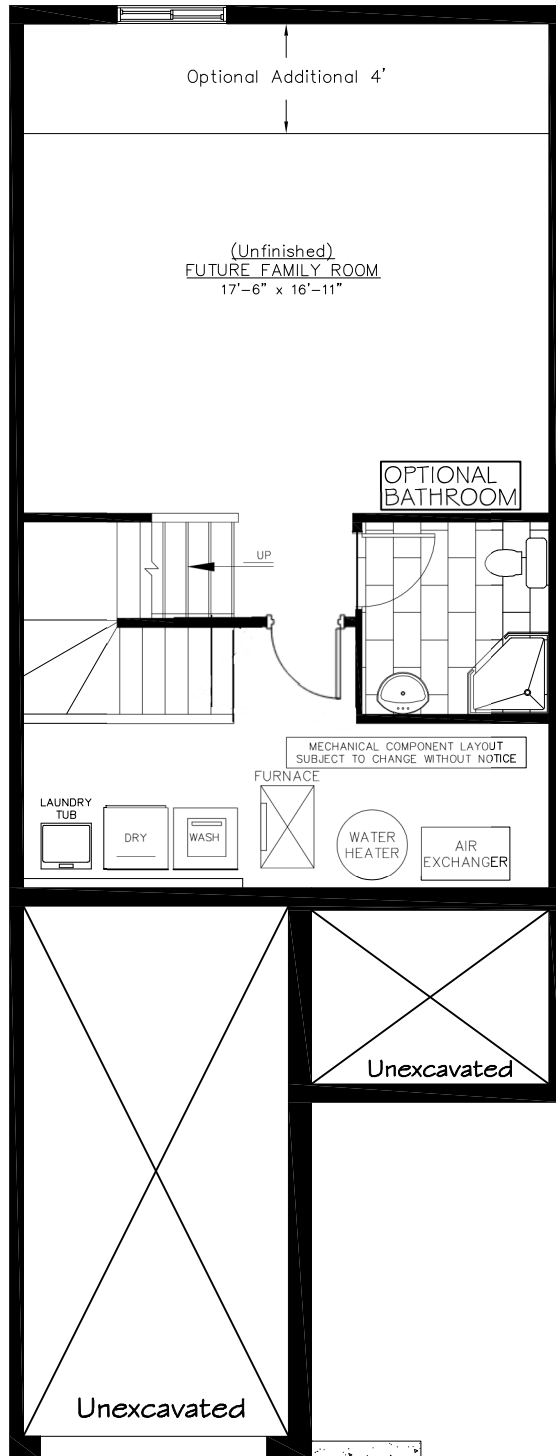 Optional Additional 4'
(Unfinished)
FUTURE FAMILY ROOM
17'-6" x 16'-11"
OPTIONAL
BATHROOM
UP
MECHANICAL COMPONENT LAYOUT
SUBJECT TO CHANGE WITHOUT NOTICE
FURNACE
LAUNDRY
TUB
DRY
WASH
WATER
HEATER
AIR
EXCHANGER
Unexcavated
Unexcavated